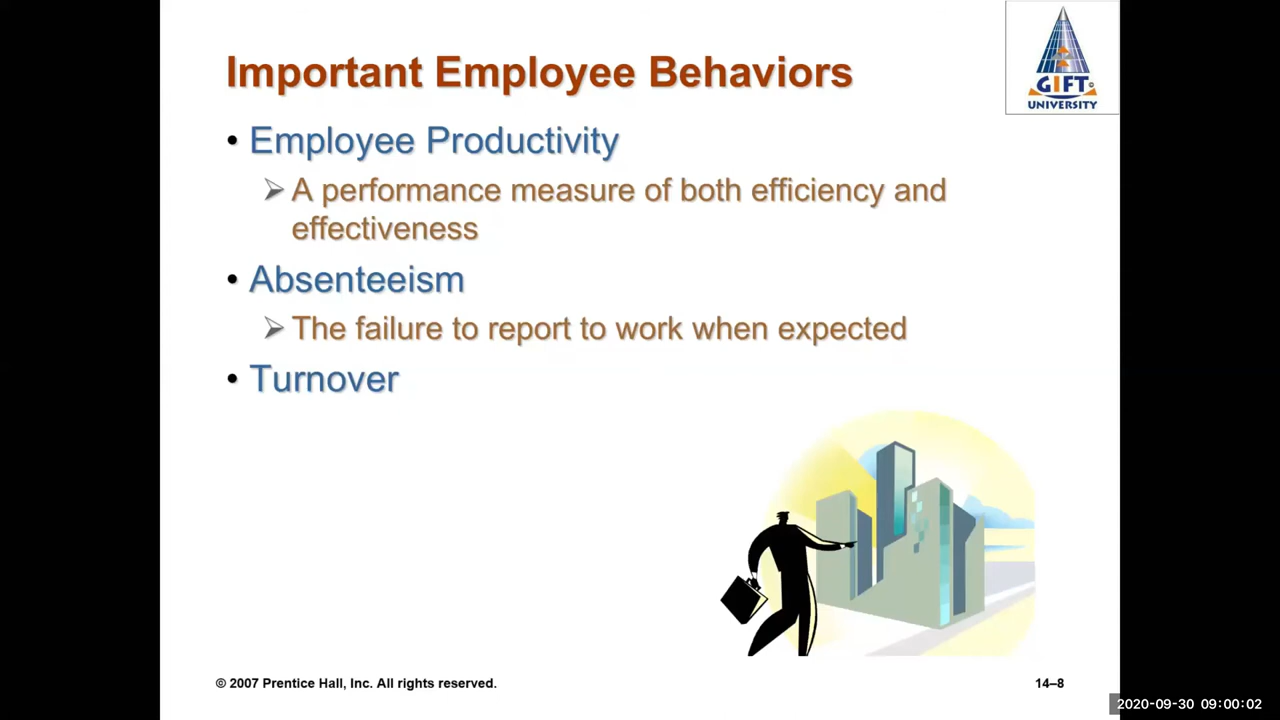 Important Employee Behaviors
GIFT
UNIVERSITY
• Employee Productivity
➢ A performance measure of both efficiency and
effectiveness
• Absenteeism
➢ The failure to report to work when expected
• Turnover
© 2007 Prentice Hall, Inc. All rights reserved.
14–8
2020-09-30 09:00:02